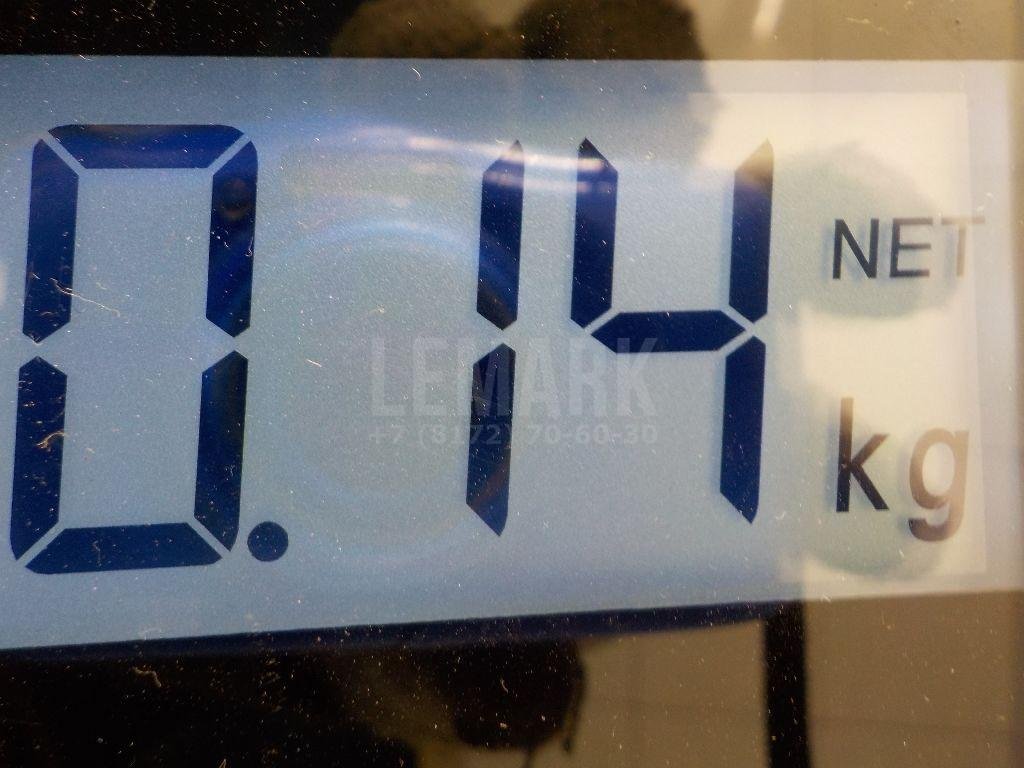 0.14
NET
kg
LEMARK
+7 (8172) 70-60-30